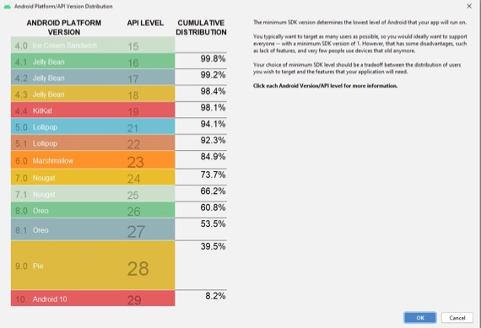 Android Platform/API Version Distribution
ANDROID PLATFORM VERSION API LEVEL CUMULATIVE DISTRIBUTION
4.0 Ice Cream Sandwich 15
4.1 Jelly Bean 16 99.8%
4.2 Jelly Bean 17 99.2%
4.3 Jelly Bean 18 98.4%
4.4 KitKat 19 98.1%
5.0 Lollipop 21 94.1%
5.1 Lollipop 22 92.3%
6.0 Marshmallow 23 84.9%
7.0 Nougat 24 73.7%
7.1 Nougat 25 66.2%
8.0 Oreo 26 60.8%
8.1 Oreo 27 53.5%
9.0 Pie 28 39.5%
10. Android 10 29 8.2%
The minimum SDK version determines the lowest level of Android that your app will run on.
You typically want to target as many users as possible, so you would ideally want to support
everyone -- with a minimum SDK version of 1. However, that has some disadvantages, such
as lack of features, and very few people use devices that old anymore.
Your choice of minimum SDK level should be a tradeoff between the distribution of users
you wish to target and the features that your application will need.
Click each Android Version/API level for more information.
OK Cancel